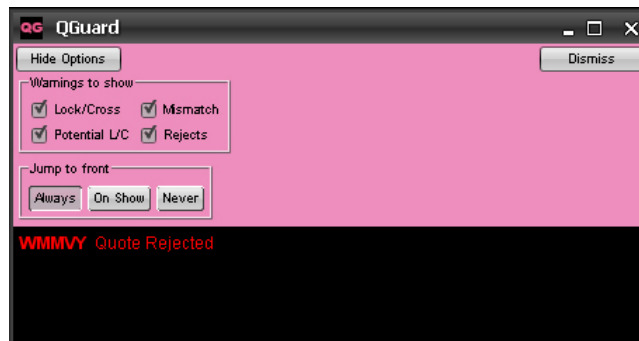 QG QGuard
Hide Options Dismiss
Warnings to show
Lock/Cross Mismatch
Potential L/C Rejects
Jump to front
Always On Show Never
WMMVY Quote Rejected